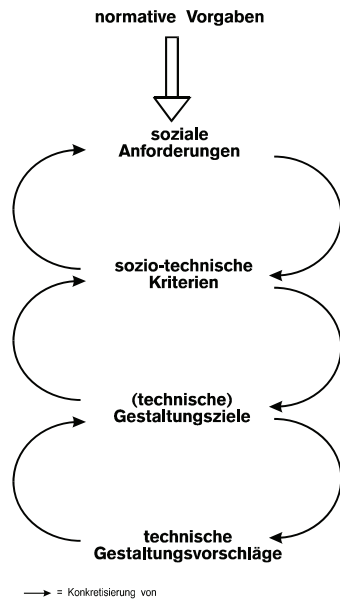 normative Vorgaben
soziale
Anforderungen
sozio-technische
Kriterien
(technische)
Gestaltungsziele
technische
Gestaltungsvorschläge
= Konkretisierung von